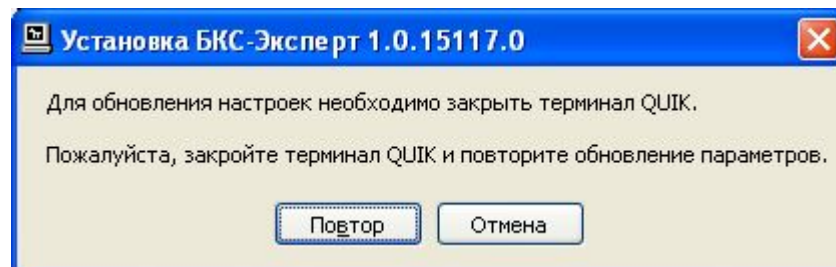 Установка БКС-Эксперт 1.0.15117.0
Для обновления настроек необходимо закрыть терминал QUIK.
Пожалуйста, закройте терминал QUIK и повторите обновление параметров.
Повтор Отмена